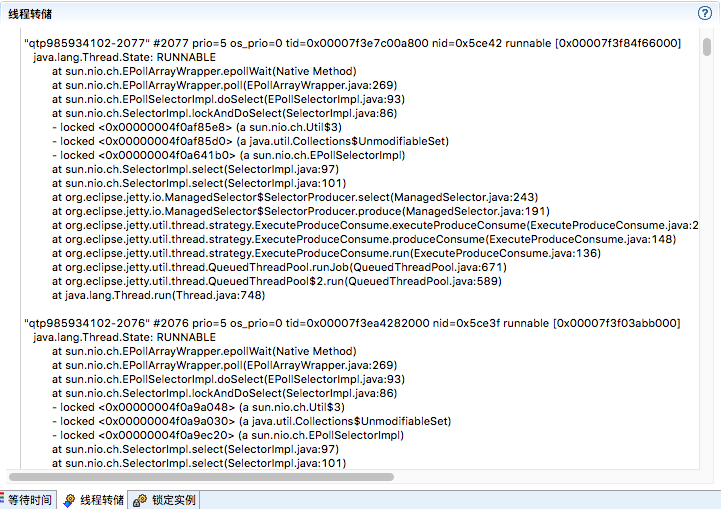 线程转储
"qtp985934102-2077" #2077 prio=5 os_prio=0 tid=0x00007f3e7c00a800 nid=0x5ce42 runnable [0x00007f3f84f66000]
java.lang.Thread.State: RUNNABLE
at sun.nio.ch.EPollArrayWrapper.epollWait(Native Method)
at sun.nio.ch.EPollArrayWrapper.poll(EPollArrayWrapper.java:269)
at sun.nio.ch.EPollSelectorImpl.doSelect(EPollSelectorImpl.java:93)
at sun.nio.ch.SelectorImpl.lockAndDoSelect(SelectorImpl.java:86)
- locked <0x00000004f0af85e8> (a sun.nio.ch.Util$3)
- locked <0x00000004f0af85d0> (a java.util.Collections$UnmodifiableSet)
- locked <0x00000004f0a641b0> (a sun.nio.ch.EPollSelectorImpl)
at sun.nio.ch.SelectorImpl.select(SelectorImpl.java:97)
at sun.nio.ch.SelectorImpl.select(SelectorImpl.java:101)
at org.eclipse.jetty.io.ManagedSelector$SelectorProducer.select(ManagedSelector.java:243)
at org.eclipse.jetty.io.ManagedSelector$SelectorProducer.produce(ManagedSelector.java:191)
at org.eclipse.jetty.util.thread.strategy.ExecuteProduceConsume.executeProduceConsume(ExecuteProduceConsume.java:2
at org.eclipse.jetty.util.thread.strategy.ExecuteProduceConsume.produceConsume(ExecuteProduceConsume.java:148)
at org.eclipse.jetty.util.thread.strategy.ExecuteProduceConsume.run(ExecuteProduceConsume.java:136)
at org.eclipse.jetty.util.thread.QueuedThreadPool.runJob(QueuedThreadPool.java:671)
at org.eclipse.jetty.util.thread.QueuedThreadPool$2.run(QueuedThreadPool.java:589)
at java.lang.Thread.run(Thread.java:748)
"qtp985934102-2076" #2076 prio=5 os_prio=0 tid=0x00007f3ea4282000 nid=0x5ce3f runnable [0x00007f3f03abb000]
java.lang.Thread.State: RUNNABLE
at sun.nio.ch.EPollArrayWrapper.epollWait(Native Method)
at sun.nio.ch.EPollArrayWrapper.poll(EPollArrayWrapper.java:269)
at sun.nio.ch.EPollSelectorImpl.doSelect(EPollSelectorImpl.java:93)
at sun.nio.ch.SelectorImpl.lockAndDoSelect(SelectorImpl.java:86)
- locked <0x00000004f0a9a048> (a sun.nio.ch.Util$3)
- locked <0x00000004f0a9a030> (a java.util.Collections$UnmodifiableSet)
- locked <0x00000004f0a9ec20> (a sun.nio.ch.EPollSelectorImpl)
at sun.nio.ch.SelectorImpl.select(SelectorImpl.java:97)
at sun.nio.ch.SelectorImpl.select(SelectorImpl.java:101)
等待时间 线程转储 锁定实例